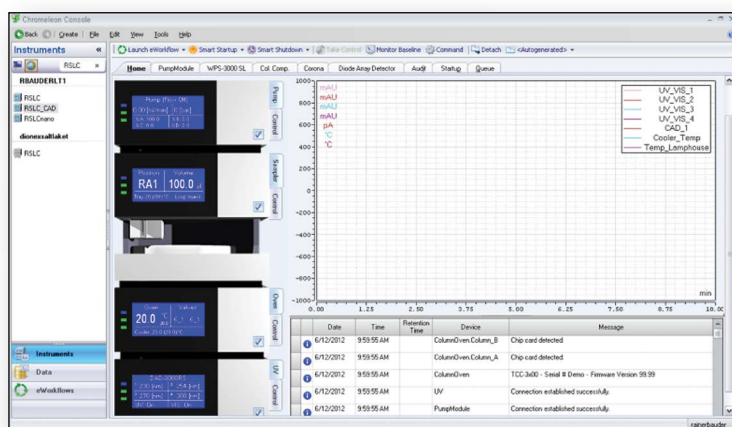 Chromeleon Console
Back Create File Edit View Tools Help
Instruments «
Launch eWorkflow Smart Startup Smart Shutdown Take Control Monitor Baseline Command Detach <Autogenerated>
RSLC ×
Home PumpModule WPS-3000 SL Col. Comp. Corona Diode Array Detector Audit Startup Queue
RBAUDERLT1
RSLC
RSLC_CAD
RSLCnano
dionexsaltlaket
RSLC
Pump Control
Position Volume
RA1 100.0 µl
Sampler Control
Oven
20.0 °C
Oven Control
UV Control
1000
800
600
400
200
0
-200
-400
-600
-800
-1000
mAU
mAU
mAU
mAU
pA
°C
°C
UV_VIS_1
UV_VIS_2
UV_VIS_3
UV_VIS_4
CAD_1
Cooler_Temp
Temp_Lamphouse
min
0.00 1.25 2.50 3.75 5.00 6.25 7.50 8.75 10.00
Date Time Retention Time Device Message
6/12/2012 9:59:55 AM ColumnOven.Column_B Chip card detected
6/12/2012 9:59:55 AM ColumnOven.Column_A Chip card detected
6/12/2012 9:59:55 AM ColumnOven TCC-3x00 - Serial # Demo - Firmware Version 99.99
6/12/2012 9:59:55 AM UV Connection established successfully.
6/12/2012 9:59:55 AM PumpModule Connection established successfully.
Instruments
Data
eWorkflows
rainerbauder